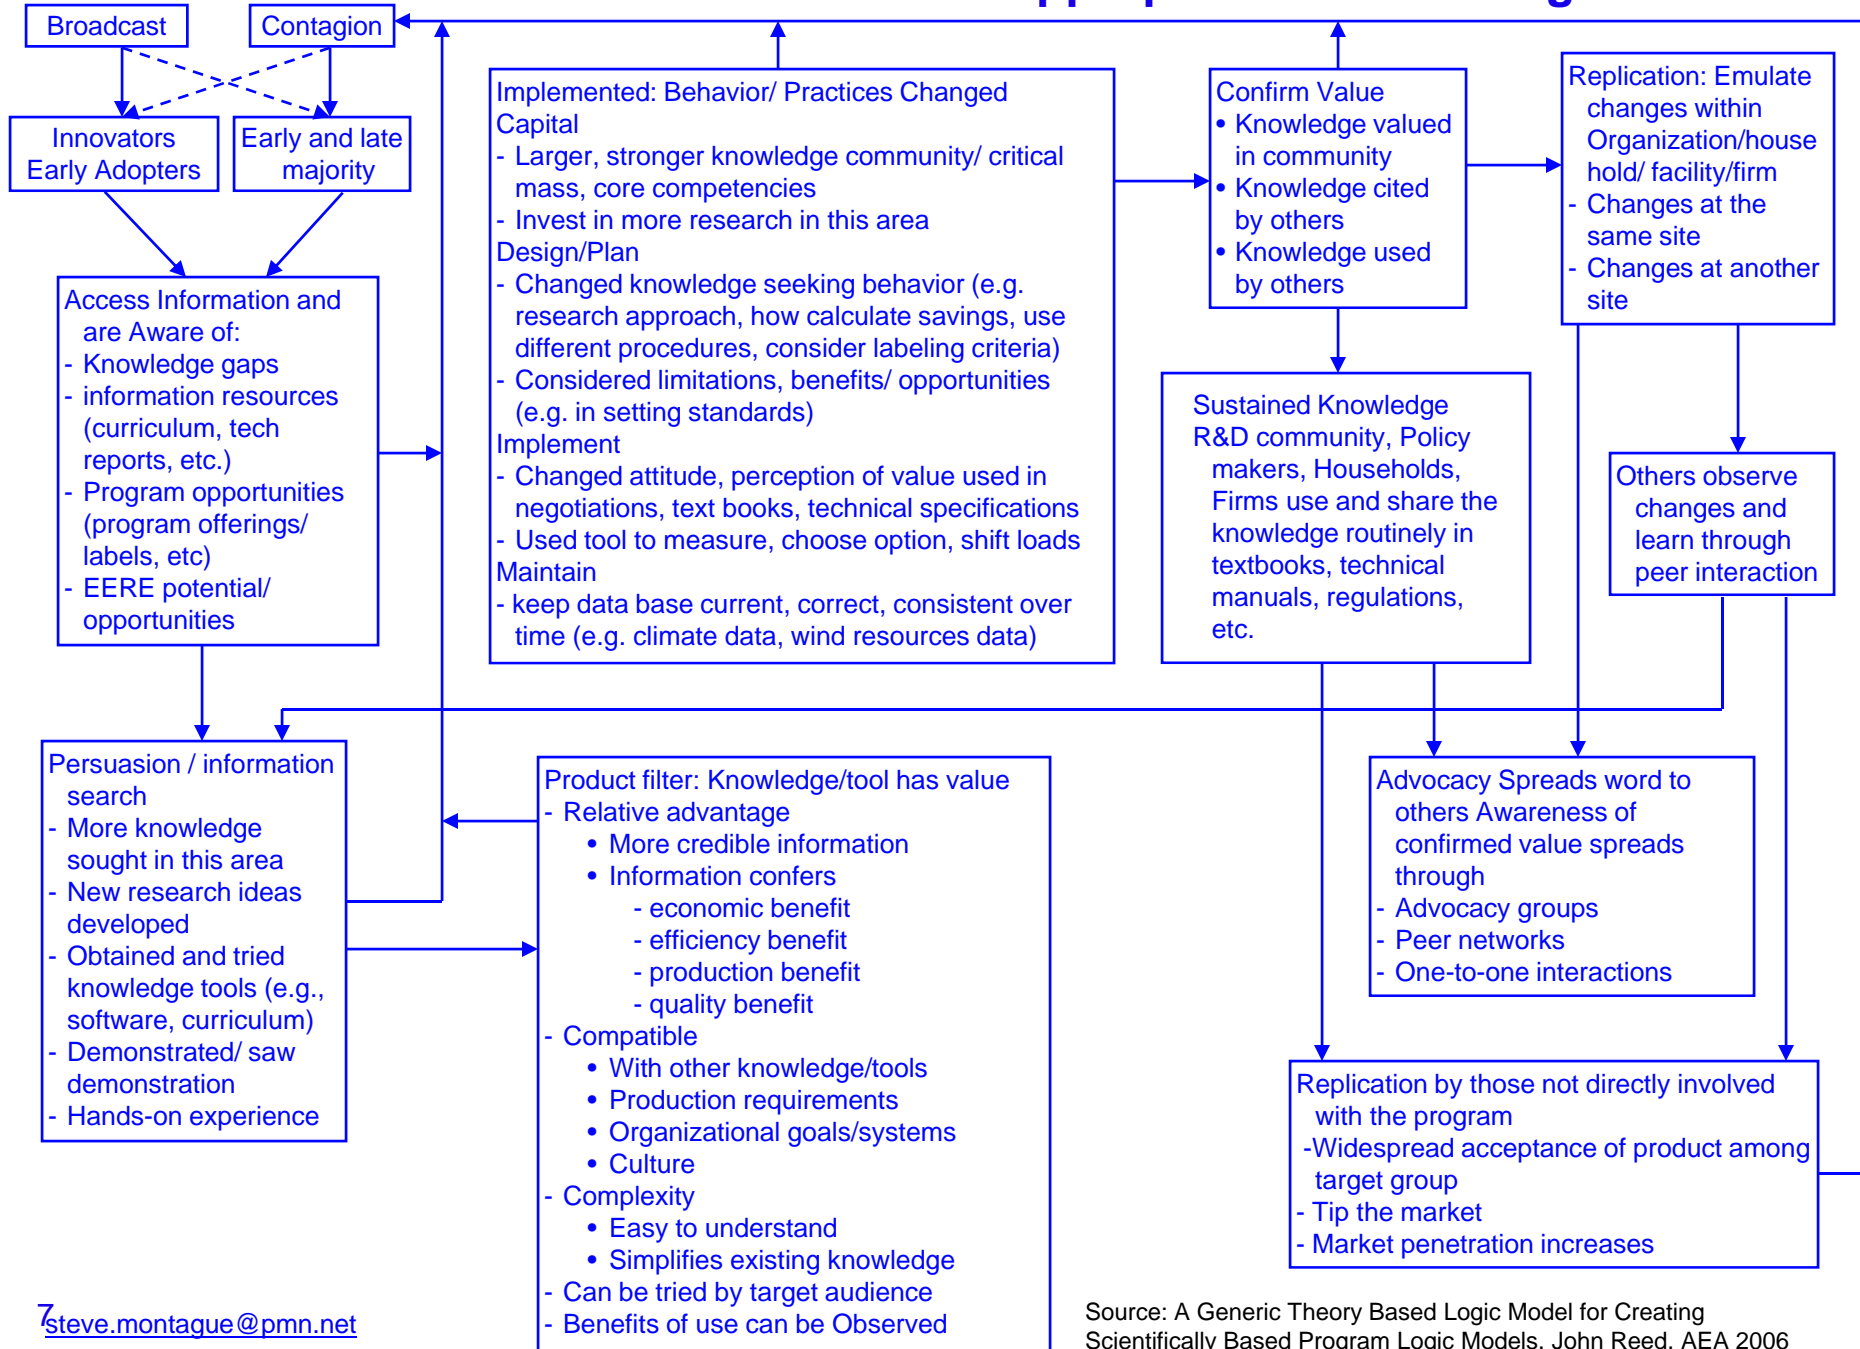 Broadcast
Contagion
Innovators
Early Adopters
Early and late
majority
Access Information and
are Aware of:
- Knowledge gaps
- information resources
(curriculum, tech
reports, etc.)
- Program opportunities
(program offerings/
labels, etc)
- EERE potential/
opportunities
Persuasion / information
search
- More knowledge
sought in this area
- New research ideas
developed
- Obtained and tried
knowledge tools (e.g.,
software, curriculum)
- Demonstrated/ saw
demonstration
- Hands-on experience
Implemented: Behavior/ Practices Changed
Capital
- Larger, stronger knowledge community/ critical
mass, core competencies
- Invest in more research in this area
Design/Plan
- Changed knowledge seeking behavior (e.g.
research approach, how calculate savings, use
different procedures, consider labeling criteria)
- Considered limitations, benefits/ opportunities
(e.g. in setting standards)
Implement
- Changed attitude, perception of value used in
negotiations, text books, technical specifications
- Used tool to measure, choose option, shift loads
Maintain
- keep data base current, correct, consistent over
time (e.g. climate data, wind resources data)
Product filter: Knowledge/tool has value
- Relative advantage
• More credible information
• Information confers
- economic benefit
- efficiency benefit
- production benefit
- quality benefit
- Compatible
• With other knowledge/tools
• Production requirements
• Organizational goals/systems
• Culture
- Complexity
• Easy to understand
• Simplifies existing knowledge
- Can be tried by target audience
- Benefits of use can be Observed
Confirm Value
• Knowledge valued
in community
• Knowledge cited
by others
• Knowledge used
by others
Sustained Knowledge
R&D community, Policy
makers, Households,
Firms use and share the
knowledge routinely in
textbooks, technical
manuals, regulations,
etc.
Replication: Emulate
changes within
Organization/house
hold/ facility/firm
- Changes at the
same site
- Changes at another
site
Others observe
changes and
learn through
peer interaction
Advocacy Spreads word to
others Awareness of
confirmed value spreads
through
- Advocacy groups
- Peer networks
- One-to-one interactions
Replication by those not directly involved
with the program
-Widespread acceptance of product among
target group
- Tip the market
- Market penetration increases
7
steve.montague@pmn.net
Source: A Generic Theory Based Logic Model for Creating
Scientifically Based Program Logic Models. John Reed. AEA 2006